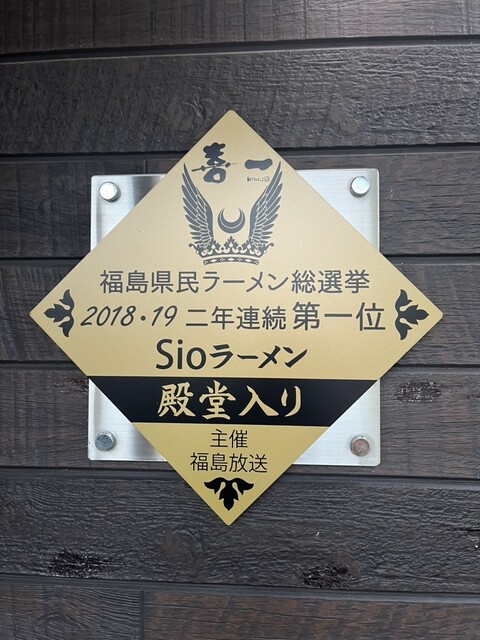 喜一
福島県民ラーメン総選挙
2018・19 二年連続 第一位
Sioラーメン
殿堂入り
主催
福島放送